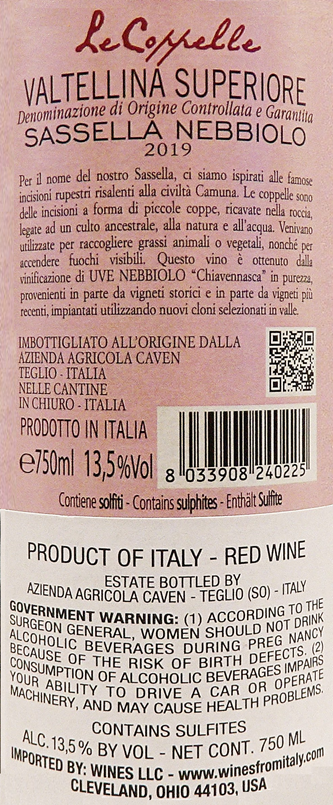 Le Coppelle
VALTELLINA SUPERIORE
Denominazione di Origine Controllata e Garantita
SASSELLA NEBBIOLO
2019
Per il nome del nostro Sassella, ci siamo ispirati alle famose
incisioni rupestri risalenti alla civiltà Camuna. Le coppelle sono
delle incisioni a forma di piccole coppe, ricavate nella roccia,
legate ad un culto ancestrale, alla natura e all'acqua. Venivano
utilizzate per raccogliere grassi animali o vegetali, nonché per
accendere fuochi visibili. Questo vino è ottenuto dalla
vinificazione di UVE NEBBIOLO “Chiavennasca” in purezza,
provenienti in parte da vigneti storici e in parte da vigneti più
recenti, impiantati utilizzando nuovi cloni selezionati in valle.
IMBOTTIGLIATO ALL'ORIGINE DALLA
AZIENDA AGRICOLA CAVEN
TEGLIO - ITALIA
NELLE CANTINE
IN CHIURO - ITALIA
PRODOTTO IN ITALIA
℮750ml 13,5%Vol
8 033908 240225
Contiene solfiti - Contains sulphites - Enthält Sulfite
PRODUCT OF ITALY - RED WINE
ESTATE BOTTLED BY
AZIENDA AGRICOLA CAVEN - TEGLIO (SO) - ITALY
GOVERNMENT WARNING: (1) ACCORDING TO THE
SURGEON GENERAL, WOMEN SHOULD NOT DRINK
ALCOHOLIC BEVERAGES DURING PREG NANCY
BECAUSE OF THE RISK OF BIRTH DEFECTS. (2)
CONSUMPTION OF ALCOHOLIC BEVERAGES IMPAIRS
YOUR ABILITY TO DRIVE A CAR OR OPERATE
MACHINERY, AND MAY CAUSE HEALTH PROBLEMS.
CONTAINS SULFITES
ALC. 13,5% BY VOL - NET CONT. 750 ML
IMPORTED BY: WINES LLC - www.winesfromitaly.com
CLEVELAND, OHIO 44103, USA